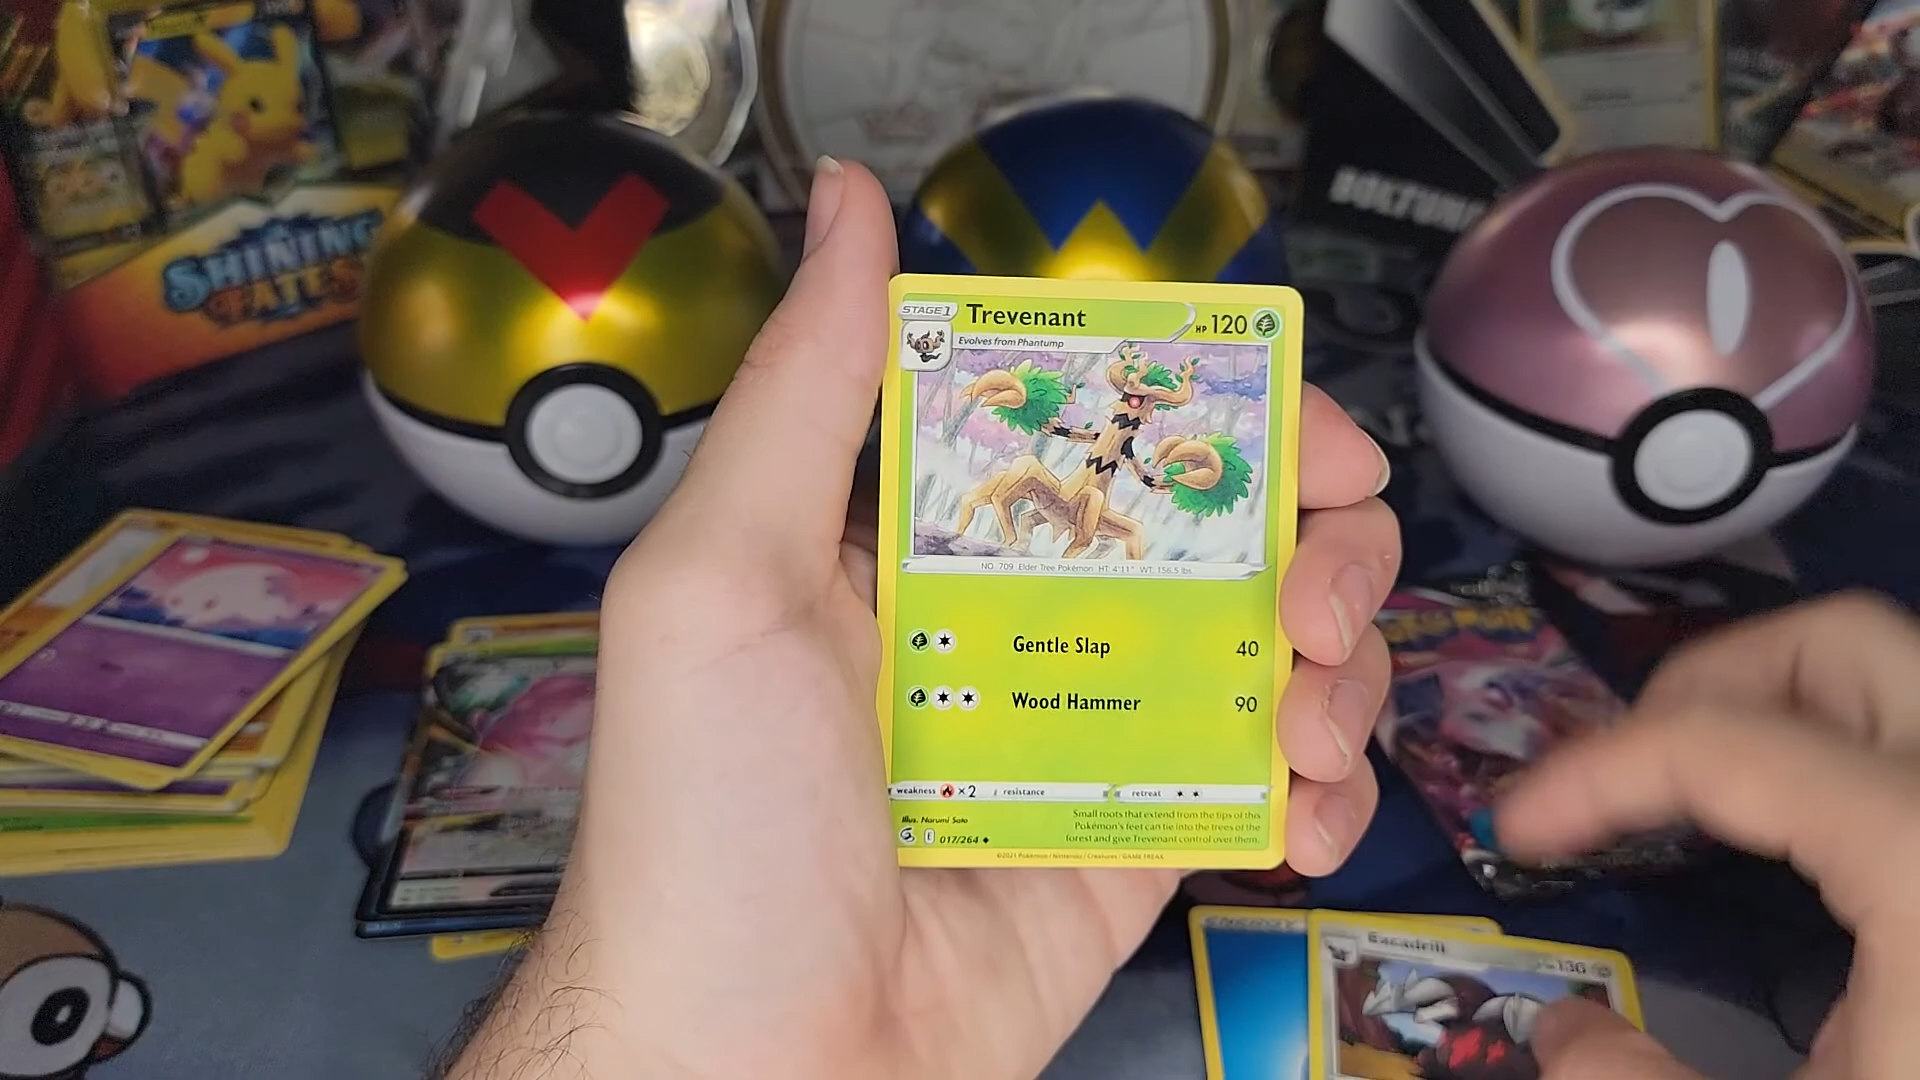 SHINING
FATES
STAGE 1
Trevenant
HP 120
Evolves from Phantump
NO. 709 Elder Tree Pokémon HT: 4'11" WT: 156.5 lbs.
Gentle Slap 40
Wood Hammer 90
weakness ×2 resistance retreat
Illus. Narumi Sato
Small roots that extend from the tips of this
Pokémon's feet can tie into the trees of the
forest and give Trevenant control over them.
E 017/264
©2021 Pokémon / Nintendo / Creatures / GAME FREAK
ENERGY
Excadrill
130